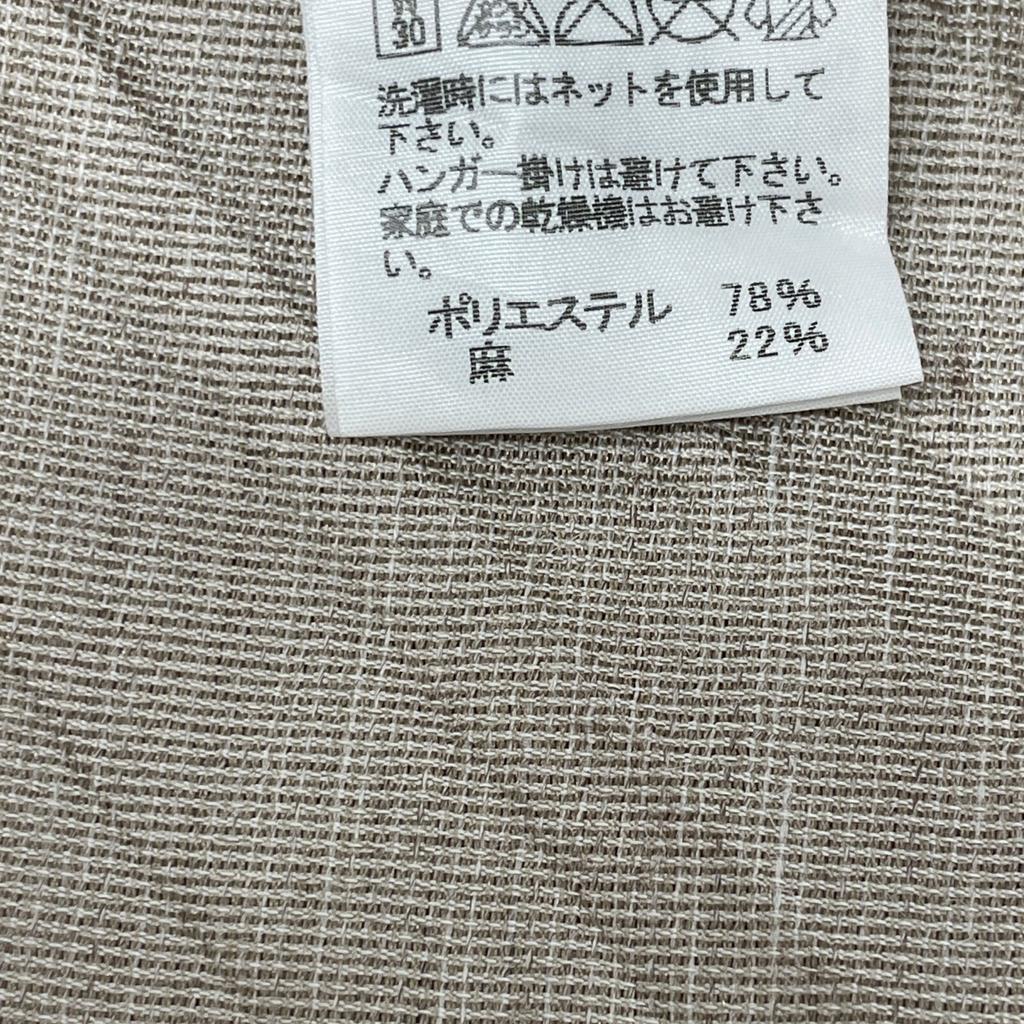 30
洗濯時にはネットを使用して
下さい。
ハンガー掛けは避けて下さい。
家庭での乾燥機はお避け下さ
い。
ポリエステル 78%
麻 22%